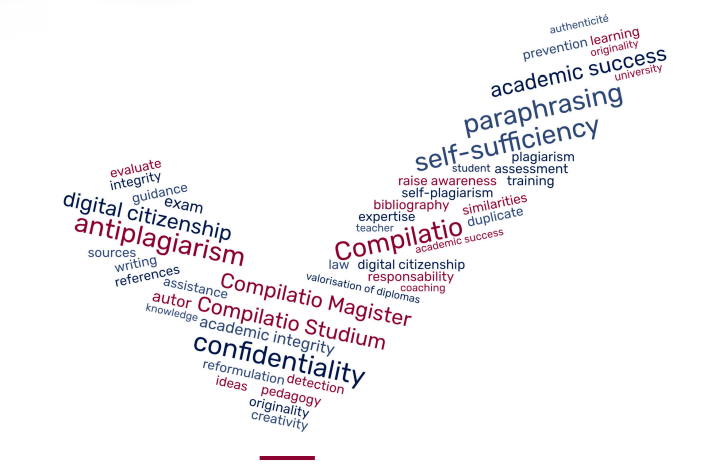 authenticité
prevention
learning
originality
academic success
university
paraphrasing
self-sufficiency
plagiarism
student
assessment
evaluate
integrity
raise awareness
training
guidance
self-plagiarism
exam
digital citizenship
bibliography
similarities
expertise
duplicate
antiplagiarism
teacher
Compilatio
academic success
sources
writing
law
digital citizenship
references
responsability
assistance
coaching
Compilatio Magister
valorisation of diplomas
autor
Compilatio Studium
knowledge
academic integrity
confidentiality
reformulation
detection
ideas
pedagogy
originality
creativity